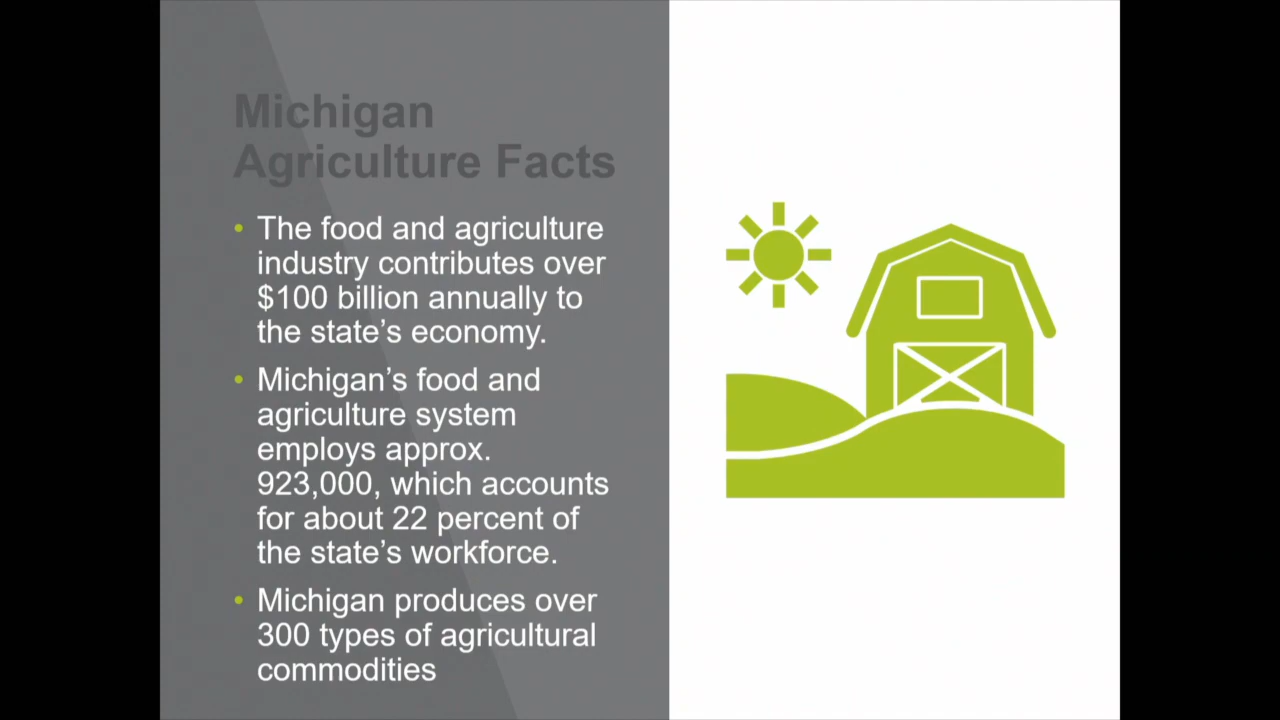 Michigan
Agriculture Facts
• The food and agriculture
industry contributes over
$100 billion annually to
the state’s economy.
• Michigan’s food and
agriculture system
employs approx.
923,000, which accounts
for about 22 percent of
the state’s workforce.
• Michigan produces over
300 types of agricultural
commodities